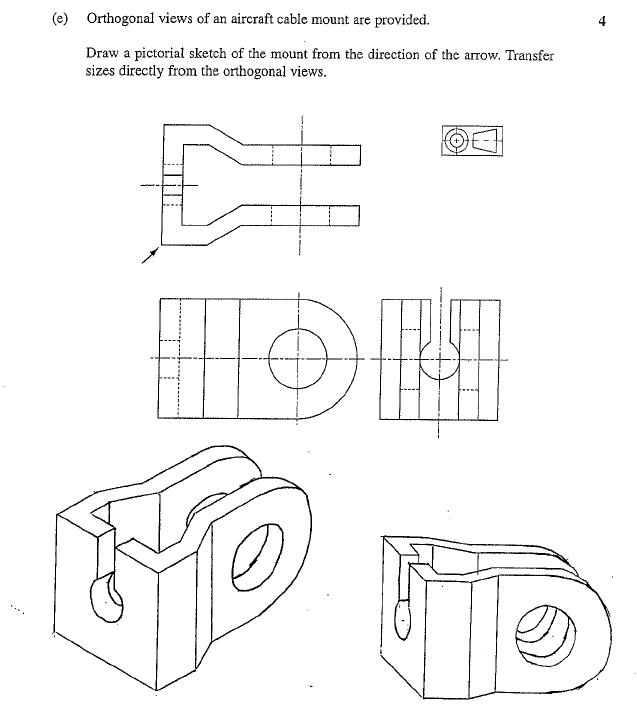 (e) Orthogonal views of an aircraft cable mount are provided. 4
Draw a pictorial sketch of the mount from the direction of the arrow. Transfer
sizes directly from the orthogonal views.